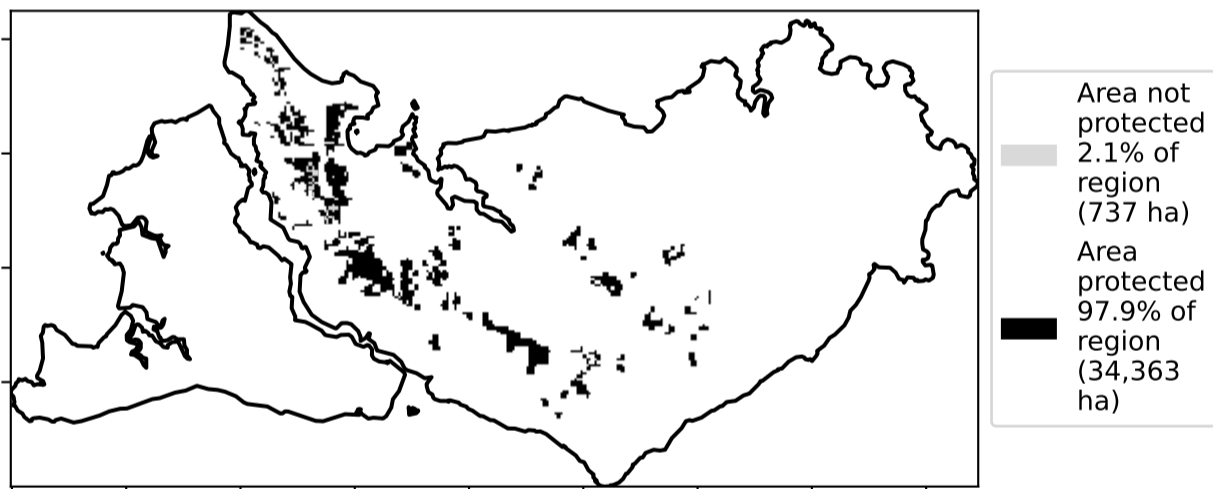 Area not
protected
2.1% of
region
(737 ha)
Area
protected
97.9% of
region
(34,363
ha)